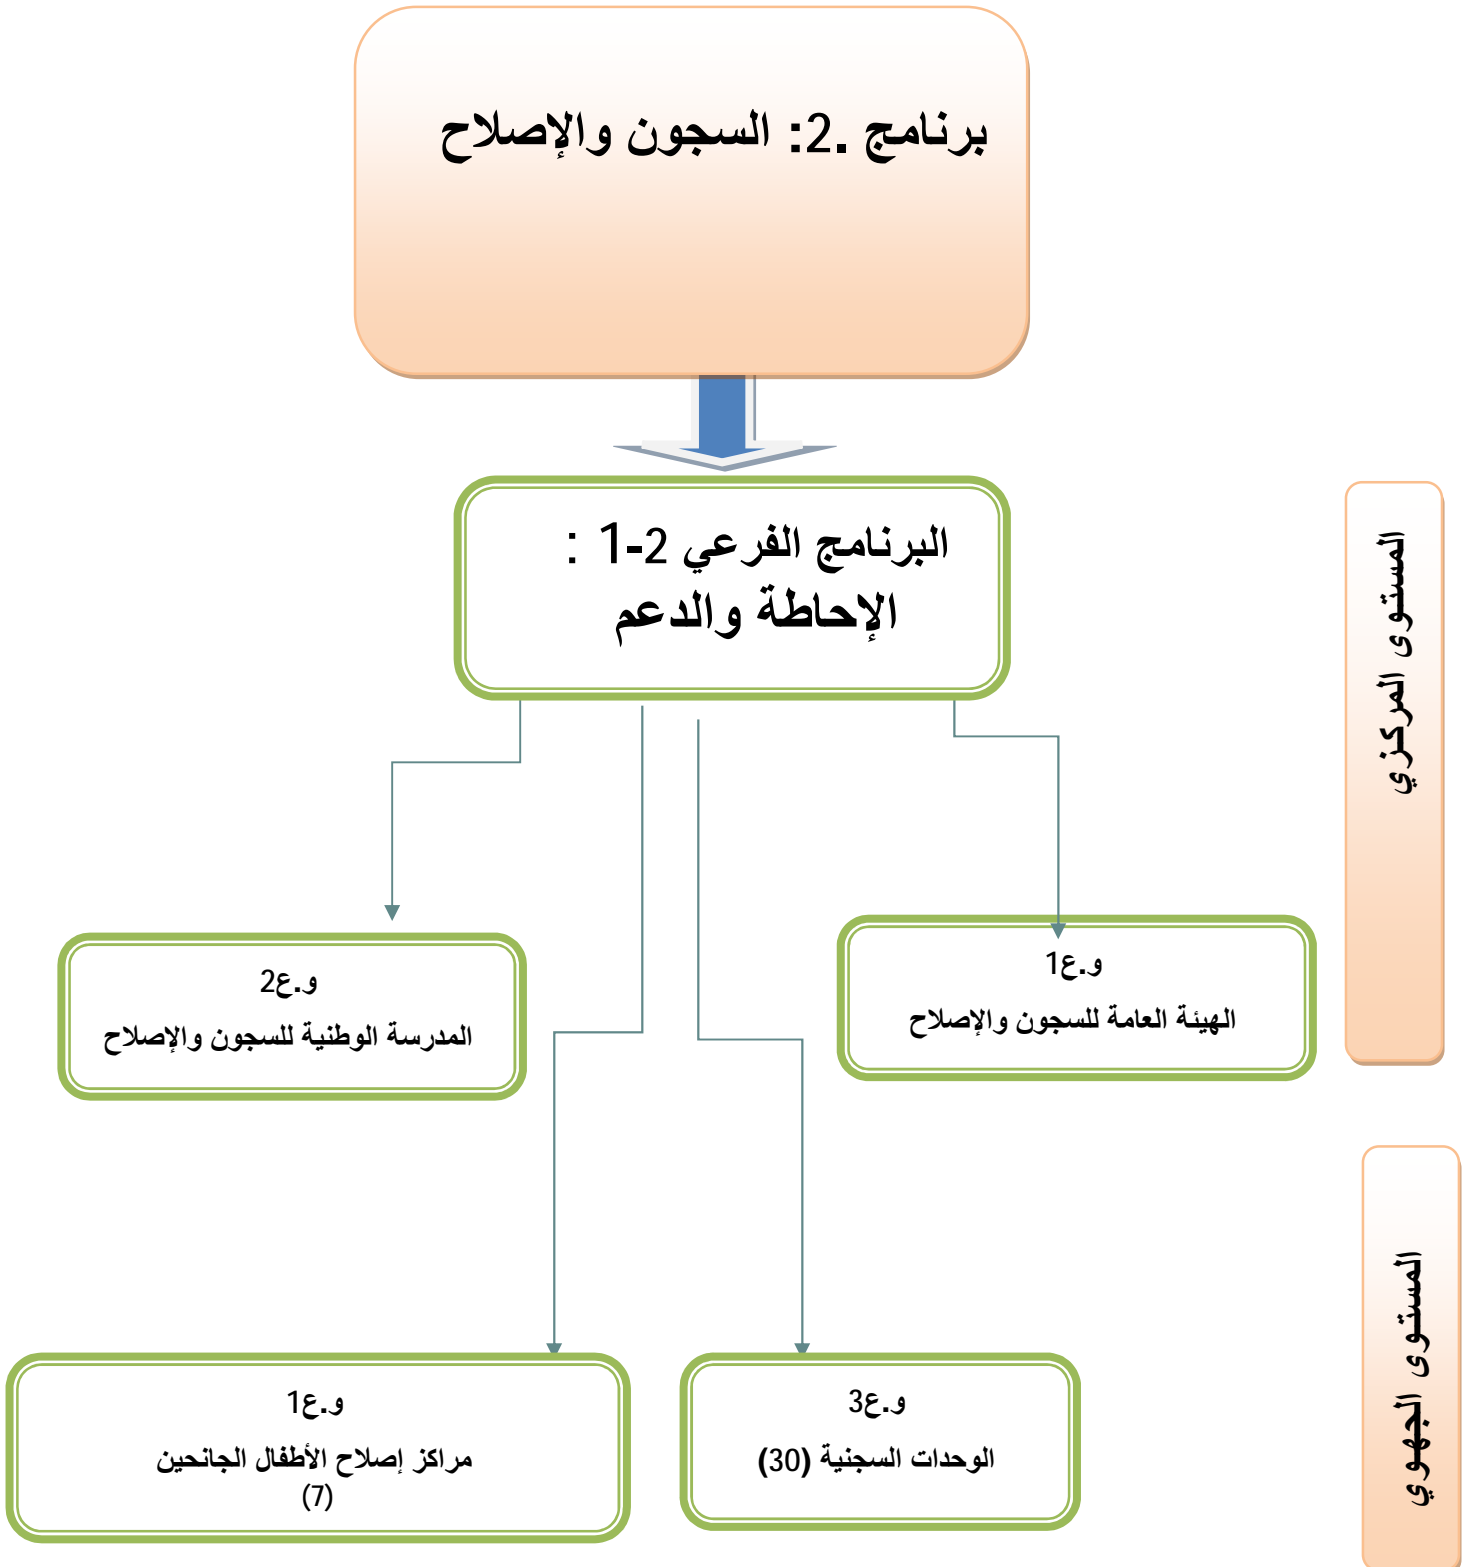 برنامج .2: السجون والإصلاح
البرنامج الفرعي 2-1 :
الإحاطة والدعم
المستوى المركزي
و.ع1
الهيئة العامة للسجون والإصلاح
و.ع2
المدرسة الوطنية للسجون والإصلاح
المستوى الجهوي
و.ع3
الوحدات السجنية (30)
و.ع1
مراكز إصلاح الأطفال الجانحين
(7)